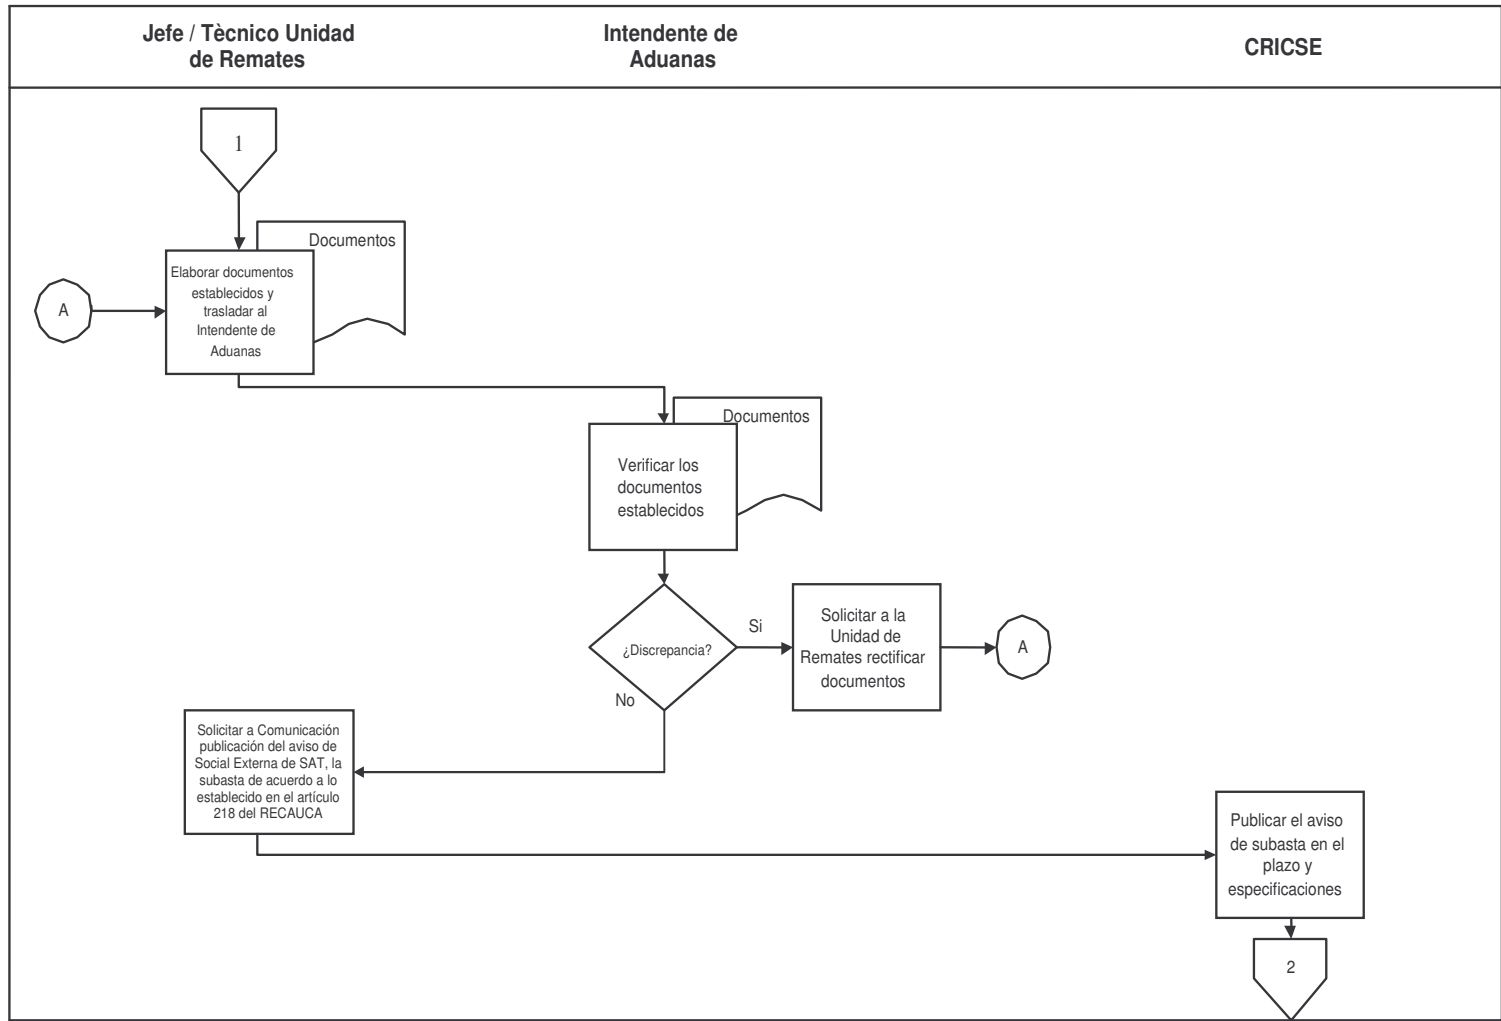 Jefe / Tècnico Unidad
de Remates
Intendente de
Aduanas
CRICSE
1
Documentos
Elaborar documentos
establecidos y
trasladar al
Intendente de
Aduanas
A
Documentos
Verificar los
documentos
establecidos
¿Discrepancia?
Si
No
Solicitar a la
Unidad de
Remates rectificar
documentos
A
Solicitar a Comunicación
publicación del aviso de
Social Externa de SAT, la
subasta de acuerdo a lo
establecido en el artículo
218 del RECAUCA
Publicar el aviso
de subasta en el
plazo y
especificaciones
2